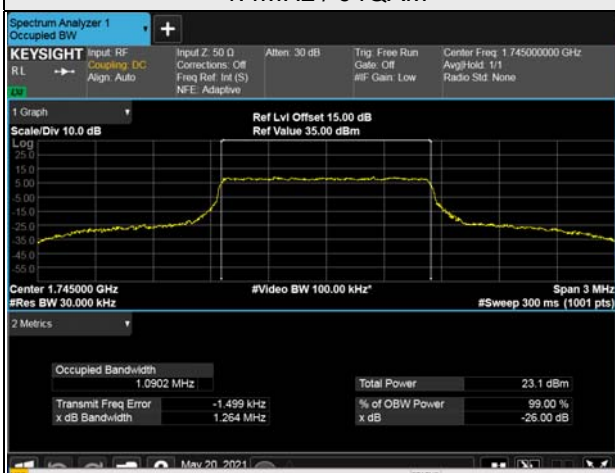 Spectrum Analyzer 1
Occupied BW
KEYSIGHT
R L
Input: RF
Coupling: DC
Align: Auto
Input Z: 50 Ω
Corrections: Off
Freq Ref: Int (S)
NFE: Adaptive
Atten: 30 dB
Trig: Free Run
Gate: Off
#IF Gain: Low
Center Freq: 1.745000000 GHz
Avg|Hold: 1/1
Radio Std: None
1 Graph
Scale/Div 10.0 dB
Ref Lvl Offset 15.00 dB
Ref Value 35.00 dBm
Log
25.0
15.0
5.00
-5.00
-15.0
-25.0
-35.0
-45.0
-55.0
Center 1.745000 GHz
#Res BW 30.000 kHz
#Video BW 100.00 kHz*
Span 3 MHz
#Sweep 300 ms (1001 pts)
2 Metrics
Occupied Bandwidth
1.0902 MHz
Total Power 23.1 dBm
Transmit Freq Error -1.499 kHz
% of OBW Power 99.00 %
x dB Bandwidth 1.264 MHz
x dB -26.00 dB
May 20, 2021